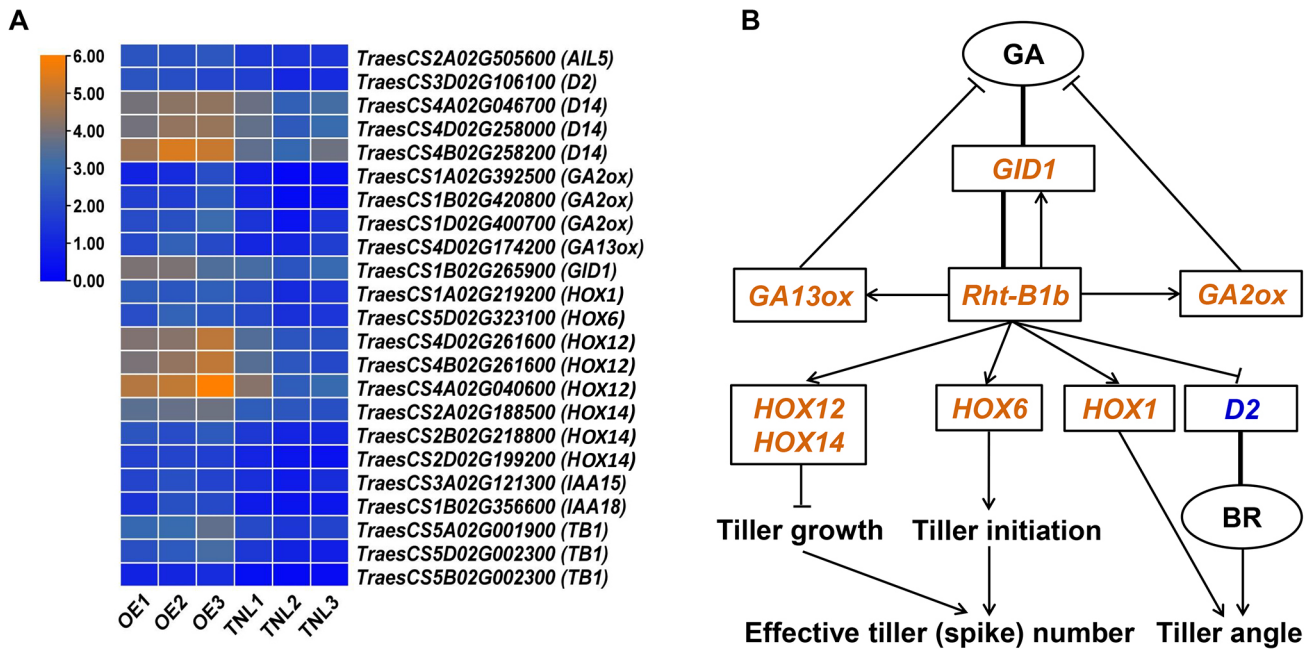 A
6.00
5.00
4.00
3.00
2.00
1.00
0.00
TraesCS2A02G505600 (AIL5)
TraesCS3D02G106100 (D2)
TraesCS4A02G046700 (D14)
TraesCS4D02G258000 (D14)
TraesCS4B02G258200 (D14)
TraesCS1A02G392500 (GA2ox)
TraesCS1B02G420800 (GA2ox)
TraesCS1D02G400700 (GA2ox)
TraesCS4D02G174200 (GA13ox)
TraesCS1B02G265900 (GID1)
TraesCS1A02G219200 (HOX1)
TraesCS5D02G323100 (HOX6)
TraesCS4D02G261600 (HOX12)
TraesCS4B02G261600 (HOX12)
TraesCS4A02G040600 (HOX12)
TraesCS2A02G188500 (HOX14)
TraesCS2B02G218800 (HOX14)
TraesCS2D02G199200 (HOX14)
TraesCS3A02G121300 (IAA15)
TraesCS1B02G356600 (IAA18)
TraesCS5A02G001900 (TB1)
TraesCS5D02G002300 (TB1)
TraesCS5B02G002300 (TB1)
OE1 OE2 OE3 TNL1 TNL2 TNL3
B
GA
GID1
GA13ox Rht-B1b GA2ox
HOX12
HOX14
HOX6
HOX1
D2
BR
Tiller growth Tiller initiation
Effective tiller (spike) number Tiller angle